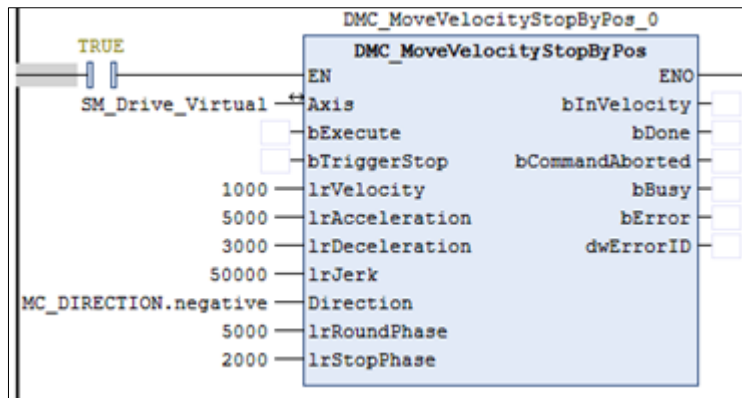 DMC_MoveVelocityStopByPos_0
TRUE
DMC_MoveVelocityStopByPos
EN ENO
SM_Drive_Virtual Axis bInVelocity
bExecute bDone
bTriggerStop bCommandAborted
1000 lrVelocity bBusy
5000 lrAcceleration bError
3000 lrDeceleration dwErrorID
50000 lrJerk
MC_DIRECTION.negative Direction
5000 lrRoundPhase
2000 lrStopPhase